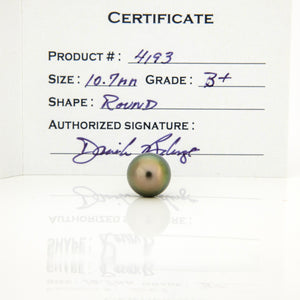 CERTIFICATE
PRODUCT #: 4193
SIZE: 10.7mm GRADE: B+
SHAPE: ROUND
AUTHORIZED SIGNATURE: